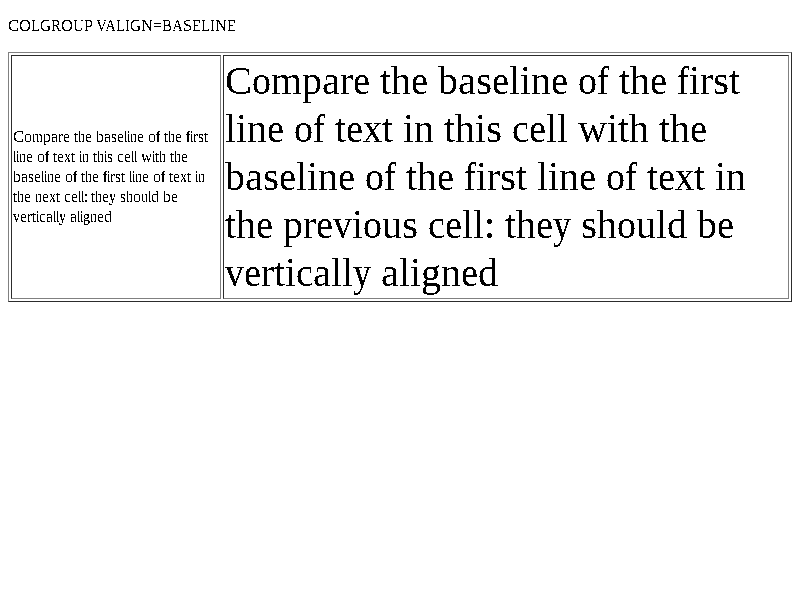 COLGROUP VALIGN=BASELINE
Compare the baseline of the first
line of text in this cell with the
baseline of the first line of text in
the next cell: they should be
vertically aligned
Compare the baseline of the first
line of text in this cell with the
baseline of the first line of text in
the previous cell: they should be
vertically aligned